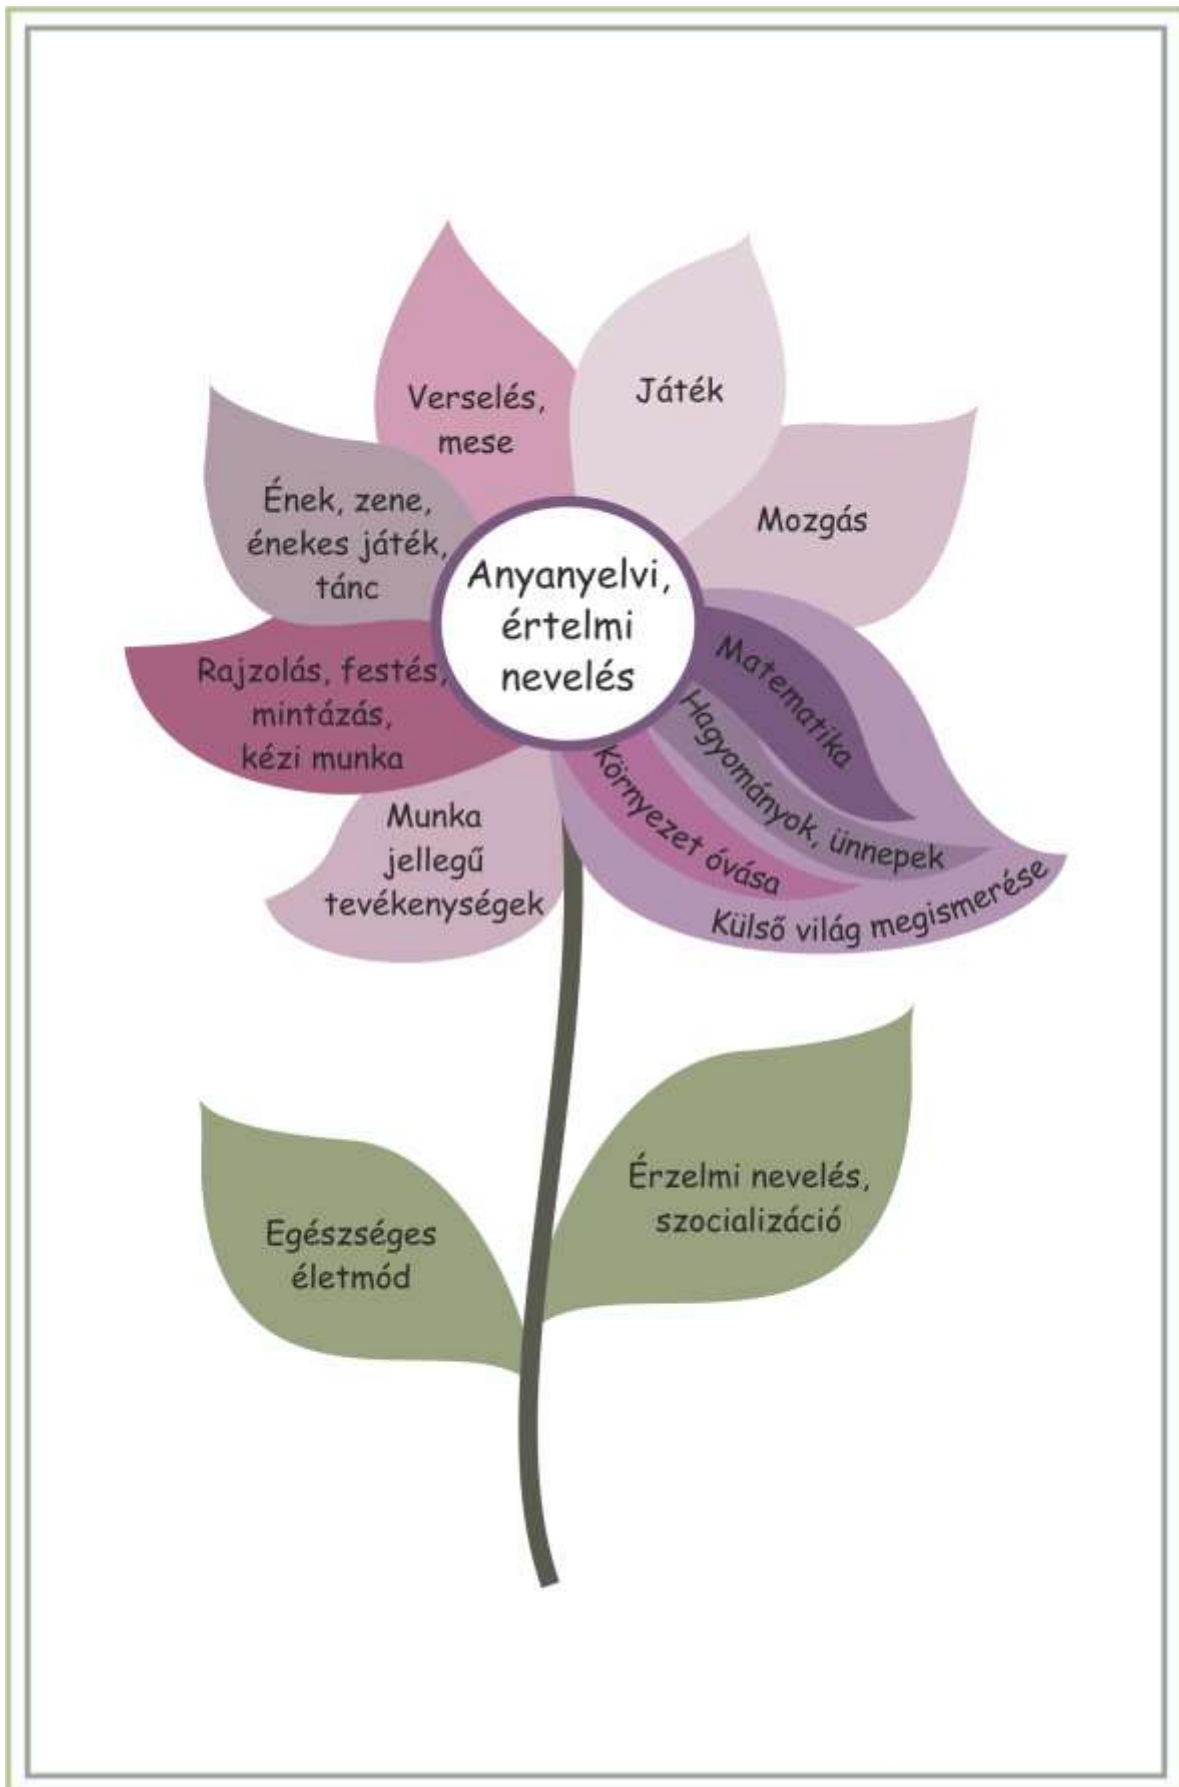 Verselés,
mese
Játék
Mozgás
Ének, zene,
énekes játék,
tánc
Anyanyelvi,
értelmi
nevelés
Matematika
Hagyományok, ünnepek
Környezet óvása
Külső világ megismerése
Rajzolás, festés,
mintázás,
kézi munka
Munka
jellegű
tevékenységek
Érzelmi nevelés,
szocializáció
Egészséges
életmód